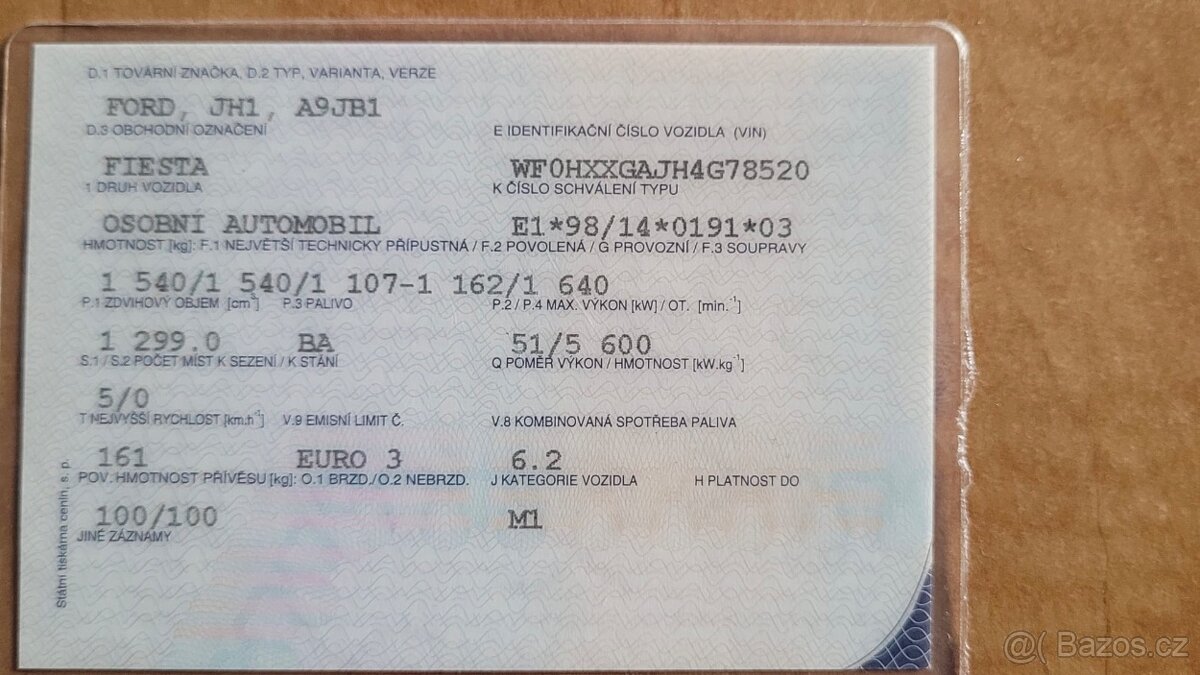 D.1 TOVÁRNÍ ZNAČKA, D.2 TYP, VARIANTA, VERZE
FORD, JH1, A9JB1
D.3 OBCHODNÍ OZNAČENÍ E IDENTIFIKAČNÍ ČÍSLO VOZIDLA (VIN)
FIESTA WF0HXXGAJH4G78520
1 DRUH VOZIDLA K ČÍSLO SCHVÁLENÍ TYPU
OSOBNÍ AUTOMOBIL E1*98/14*0191*03
HMOTNOST [kg]: F.1 NEJVĚTŠÍ TECHNICKY PŘÍPUSTNÁ / F.2 POVOLENÁ / G PROVOZNÍ / F.3 SOUPRAVY
1 540/1 540/1 107-1 162/1 640
P.1 ZDVIHOVÝ OBJEM [cm³] P.3 PALIVO P.2 / P.4 MAX. VÝKON [kW] / OT. [min.⁻¹]
1 299.0 BA 51/5 600
S.1 / S.2 POČET MÍST K SEZENÍ / K STÁNÍ Q POMĚR VÝKON / HMOTNOST [kW.kg⁻¹]
5/0
T NEJVYŠŠÍ RYCHLOST [km.h⁻¹] V.9 EMISNÍ LIMIT Č. V.8 KOMBINOVANÁ SPOTŘEBA PALIVA
161 EURO 3 6.2
POV. HMOTNOST PŘÍVĚSU [kg]: O.1 BRZD./O.2 NEBRZD. J KATEGORIE VOZIDLA H PLATNOST DO
100/100 M1
JINÉ ZÁZNAMY
Státní tiskárna cenin, s. p.
@( Bazos.cz